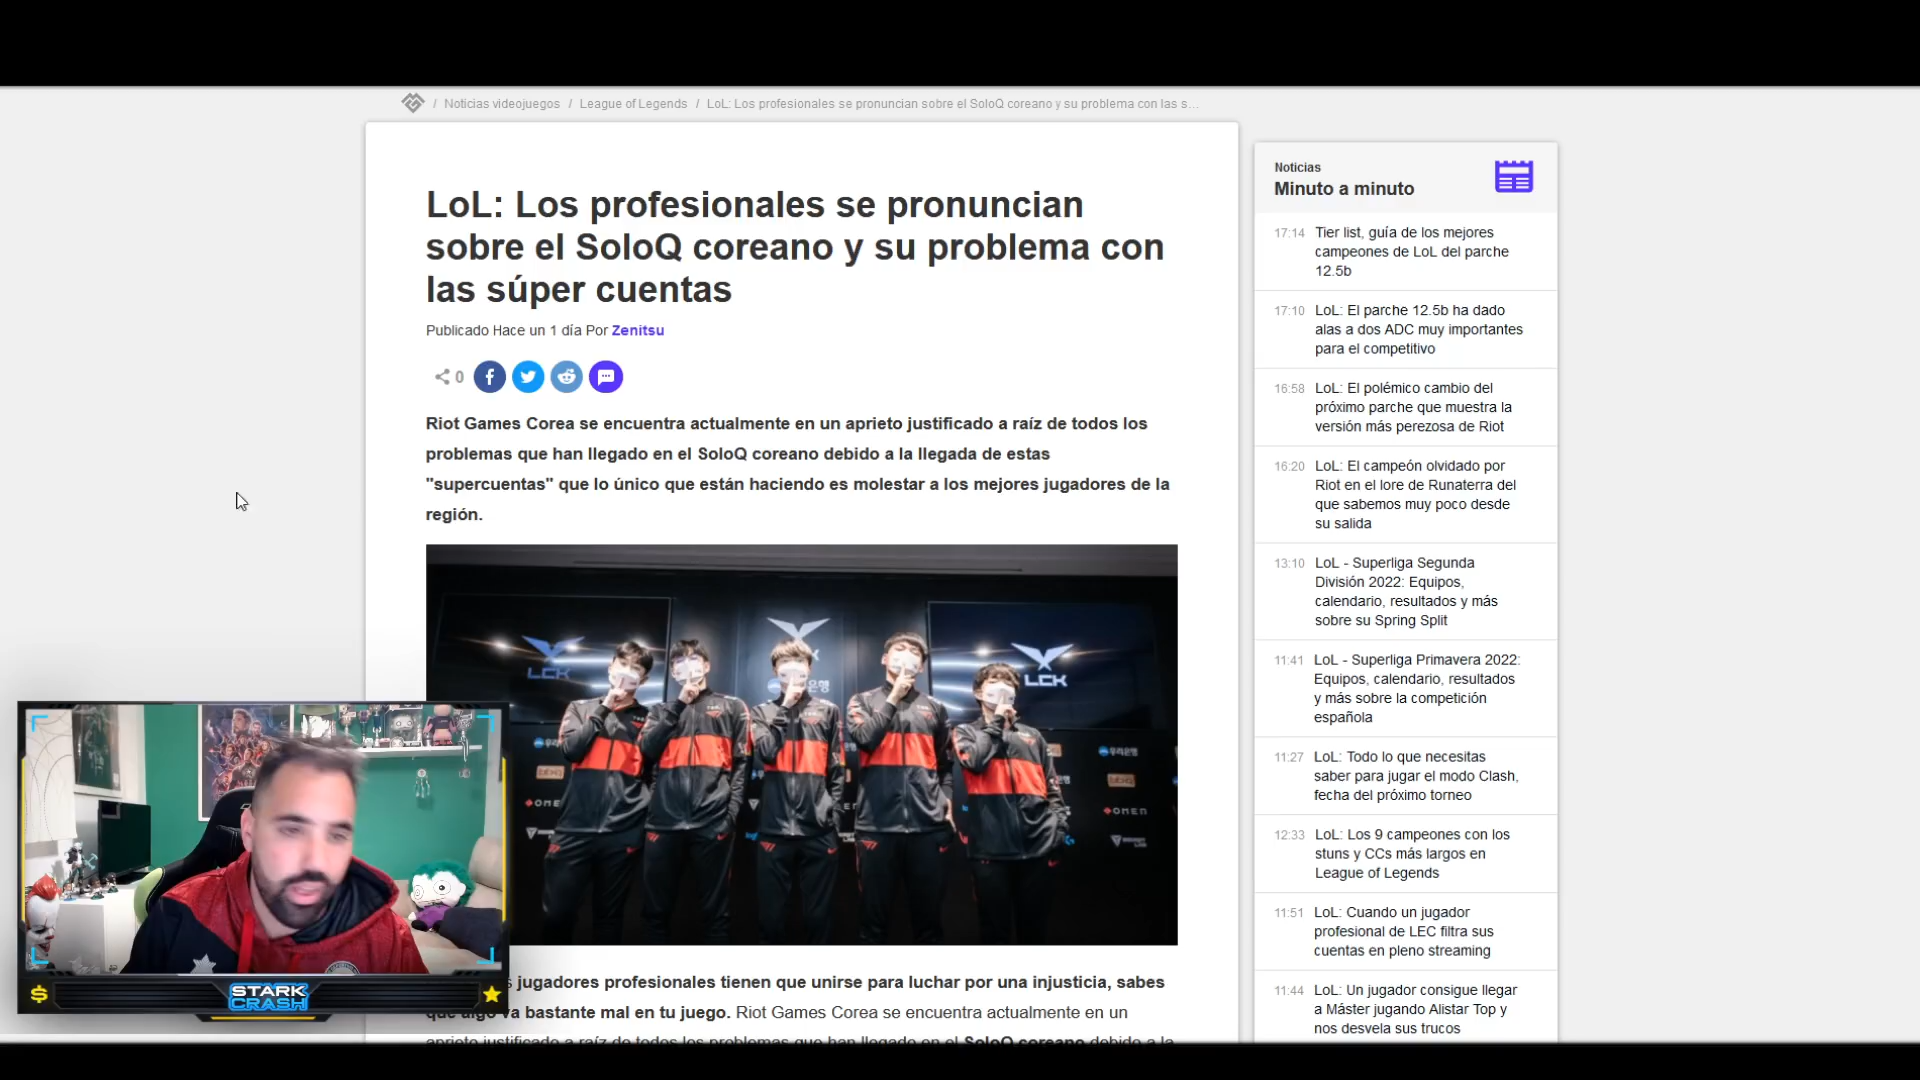 / Noticias videojuegos / League of Legends / LoL: Los profesionales se pronuncian sobre el SoloQ coreano y su problema con las s...
LoL: Los profesionales se pronuncian
sobre el SoloQ coreano y su problema con
las súper cuentas
Publicado Hace un 1 día Por Zenitsu
0
Riot Games Corea se encuentra actualmente en un aprieto justificado a raíz de todos los
problemas que han llegado en el SoloQ coreano debido a la llegada de estas
"supercuentas" que lo único que están haciendo es molestar a los mejores jugadores de la
región.
LCK
LCK
OMEN
OMEN
s jugadores profesionales tienen que unirse para luchar por una injusticia, sabes
que algo va bastante mal en tu juego. Riot Games Corea se encuentra actualmente en un
aprieto justificado a raíz de todos los problemas que han llegado en el SoloQ coreano debido a la
$
STARK
CRASH
Noticias
Minuto a minuto
17:14 Tier list, guía de los mejores
campeones de LoL del parche
12.5b
17:10 LoL: El parche 12.5b ha dado
alas a dos ADC muy importantes
para el competitivo
16:58 LoL: El polémico cambio del
próximo parche que muestra la
versión más perezosa de Riot
16:20 LoL: El campeón olvidado por
Riot en el lore de Runaterra del
que sabemos muy poco desde
su salida
13:10 LoL - Superliga Segunda
División 2022: Equipos,
calendario, resultados y más
sobre su Spring Split
11:41 LoL - Superliga Primavera 2022:
Equipos, calendario, resultados
y más sobre la competición
española
11:27 LoL: Todo lo que necesitas
saber para jugar el modo Clash,
fecha del próximo torneo
12:33 LoL: Los 9 campeones con los
stuns y CCs más largos en
League of Legends
11:51 LoL: Cuando un jugador
profesional de LEC filtra sus
cuentas en pleno streaming
11:44 LoL: Un jugador consigue llegar
a Máster jugando Alistar Top y
nos desvela sus trucos